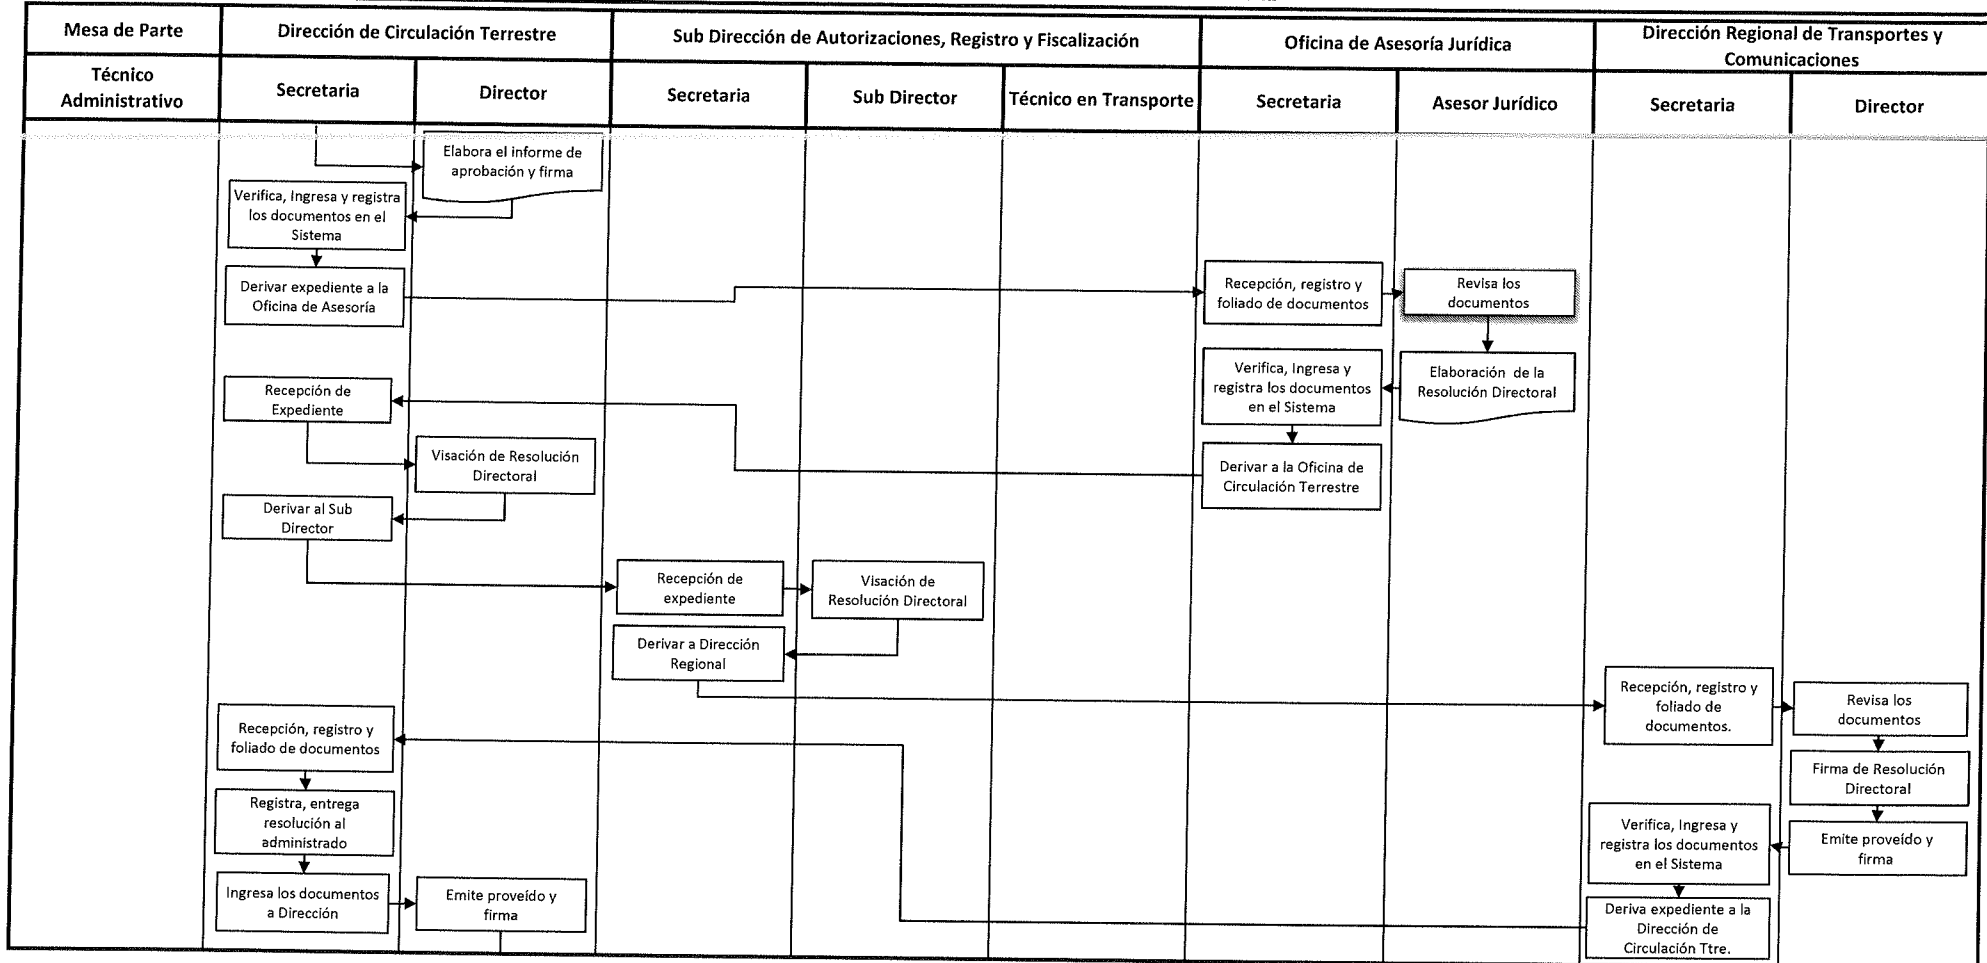 Mesa de Parte
Dirección de Circulación Terrestre
Sub Dirección de Autorizaciones, Registro y Fiscalización
Oficina de Asesoría Jurídica
Dirección Regional de Transportes y
Comunicaciones
Técnico
Administrativo
Secretaria
Director
Secretaria
Sub Director
Técnico en Transporte
Secretaria
Asesor Jurídico
Secretaria
Director
Elabora el informe de
aprobación y firma
Verifica, Ingresa y registra
los documentos en el
Sistema
Derivar expediente a la
Oficina de Asesoría
Recepción, registro y
foliado de documentos
Revisa los
documentos
Elaboración de la
Resolución Directoral
Verifica, Ingresa y
registra los documentos
en el Sistema
Derivar a la Oficina de
Circulación Terrestre
Recepción de
Expediente
Visación de Resolución
Directoral
Derivar al Sub
Director
Recepción de
expediente
Visación de
Resolución Directoral
Derivar a Dirección
Regional
Recepción, registro y
foliado de
documentos.
Revisa los
documentos
Firma de Resolución
Directoral
Emite proveído y
firma
Verifica, Ingresa y
registra los documentos
en el Sistema
Deriva expediente a la
Dirección de
Circulación Ttre.
Recepción, registro y
foliado de documentos
Registra, entrega
resolución al
administrado
Ingresa los documentos
a Dirección
Emite proveído y
firma